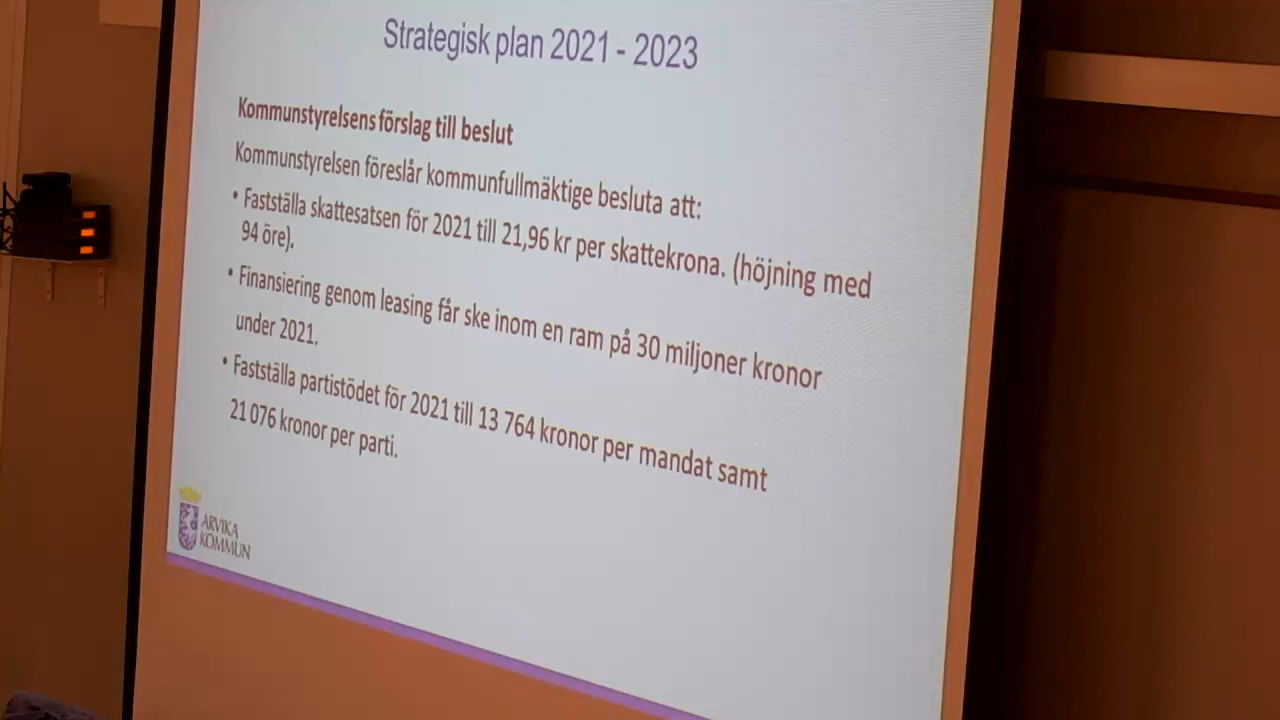 Strategisk plan 2021 - 2023
Kommunstyrelsens förslag till beslut
Kommunstyrelsen föreslår kommunfullmäktige besluta att:
• Fastställa skattesatsen för 2021 till 21,96 kr per skattekrona. (höjning med
94 öre).
• Finansiering genom leasing får ske inom en ram på 30 miljoner kronor
under 2021.
• Fastställa partistödet för 2021 till 13 764 kronor per mandat samt
21 076 kronor per parti.
ARVIKA
KOMMUN